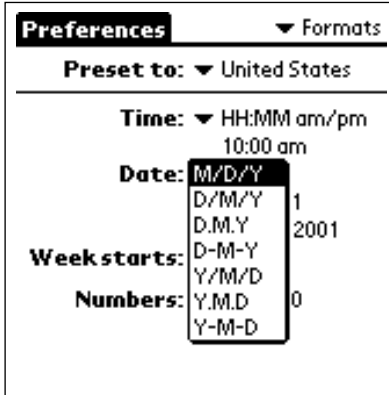 Preferences Formats
Preset to: United States
Time: HH:MM am/pm
10:00 am
Date: M/D/Y
D/M/Y 1
D.M.Y 2001
Week starts: D-M-Y
Y/M/D
Numbers: Y.M.D 0
Y-M-D